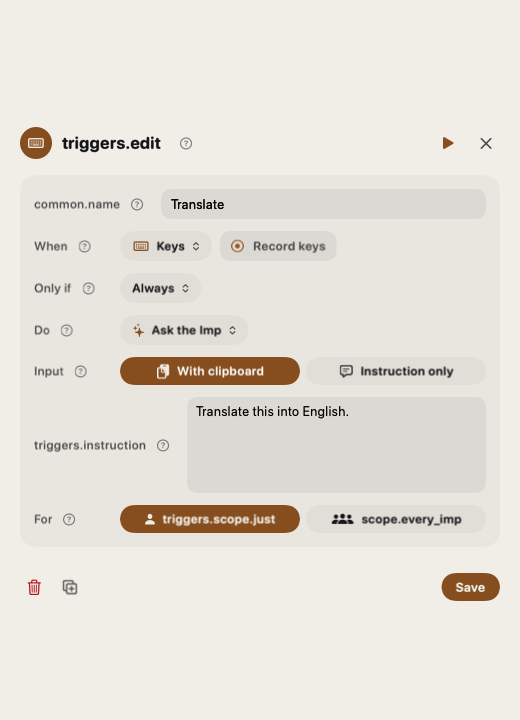 triggers.edit
common.name
Translate
When
Keys
Record keys
Only if
Always
Do
Ask the Imp
Input
With clipboard
Instruction only
triggers.instruction
Translate this into English.
For
triggers.scope.just
scope.every_imp
Save